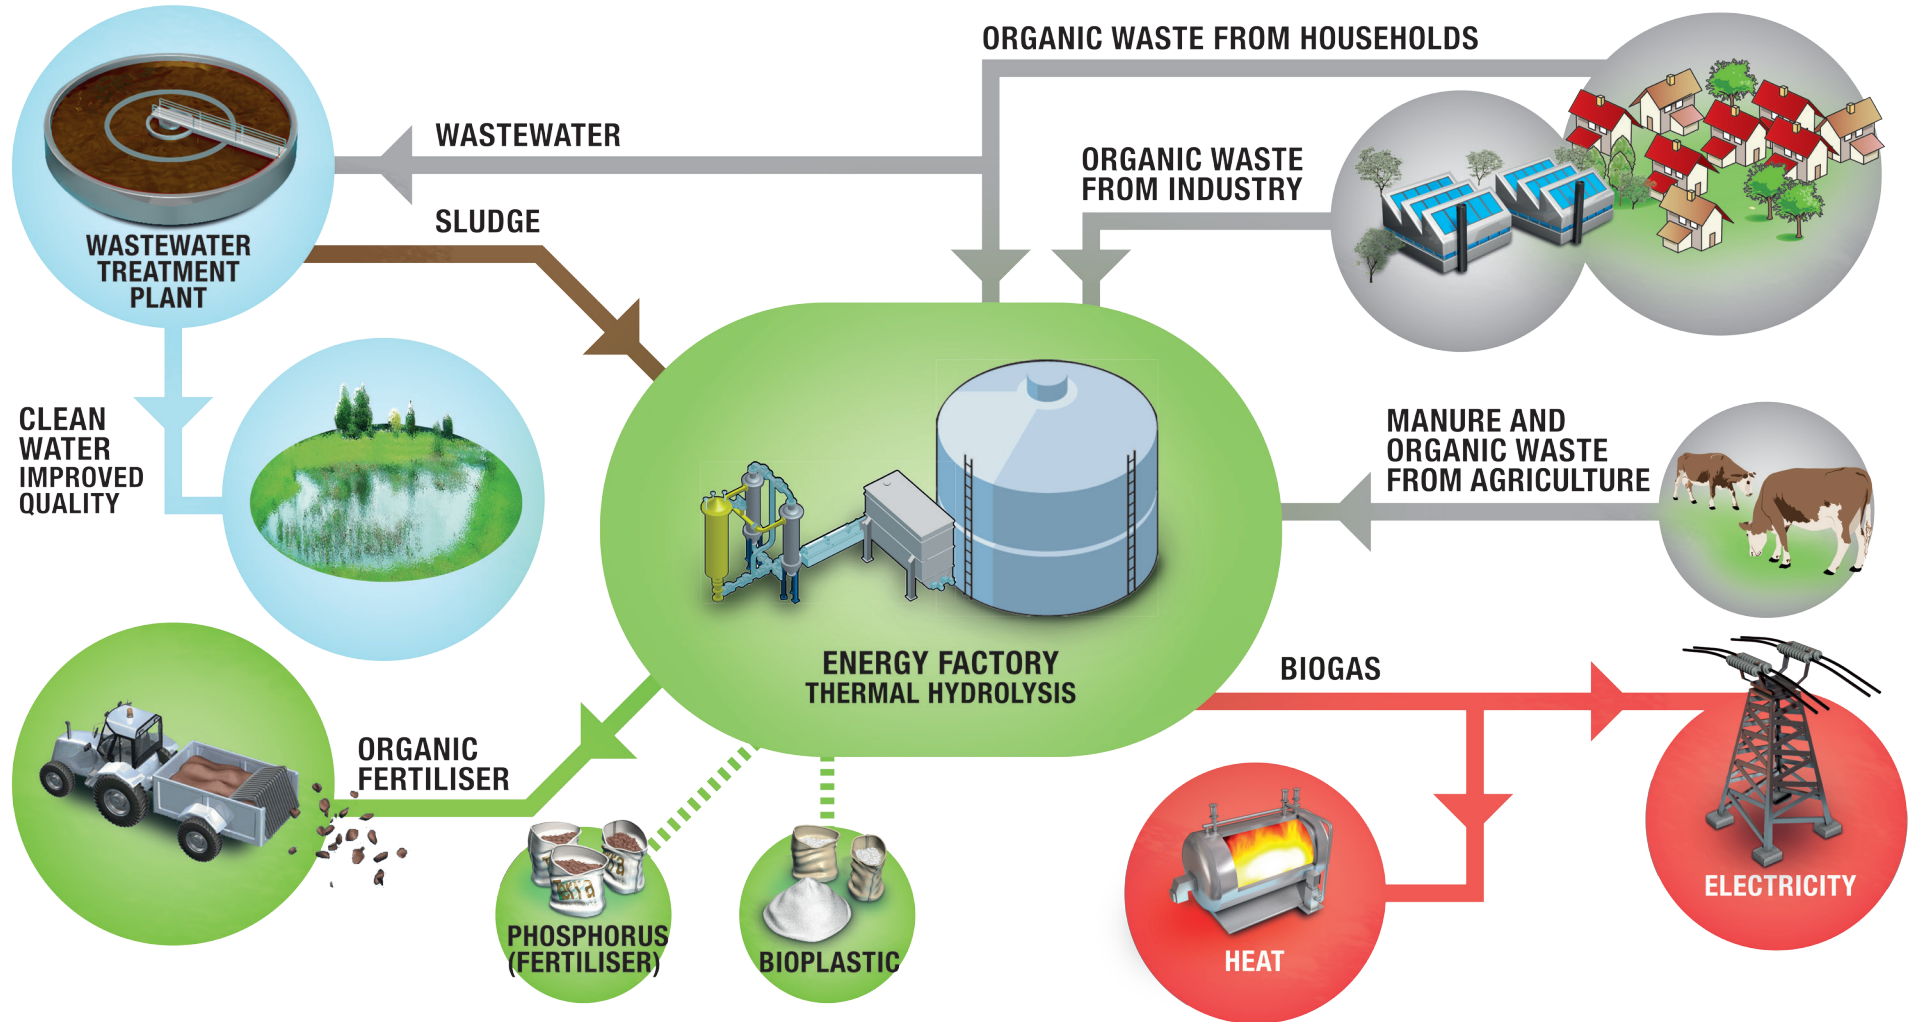 ORGANIC WASTE FROM HOUSEHOLDS
WASTEWATER
ORGANIC WASTE
FROM INDUSTRY
SLUDGE
WASTEWATER
TREATMENT
PLANT
CLEAN
WATER
IMPROVED
QUALITY
MANURE AND
ORGANIC WASTE
FROM AGRICULTURE
ENERGY FACTORY
THERMAL HYDROLYSIS
BIOGAS
ORGANIC
FERTILISER
PHOSPHORUS
(FERTILISER)
BIOPLASTIC
HEAT
ELECTRICITY